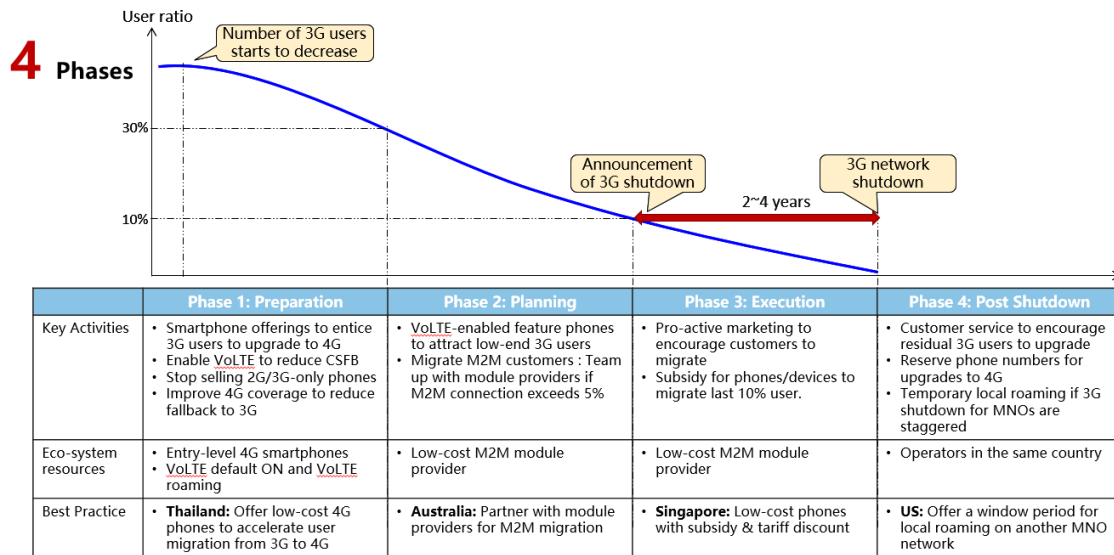 User ratio
4 Phases
Number of 3G users
starts to decrease
30%
Announcement
of 3G shutdown
3G network
shutdown
2~4 years
10%
Phase 1: Preparation
Phase 2: Planning
Phase 3: Execution
Phase 4: Post Shutdown
Key Activities
• Smartphone offerings to entice
3G users to upgrade to 4G
• Enable VoLTE to reduce CSFB
• Stop selling 2G/3G-only phones
• Improve 4G coverage to reduce
fallback to 3G
• VoLTE-enabled feature phones
to attract low-end 3G users
• Migrate M2M customers : Team
up with module providers if
M2M connection exceeds 5%
• Pro-active marketing to
encourage customers to
migrate
• Subsidy for phones/devices to
migrate last 10% user.
• Customer service to encourage
residual 3G users to upgrade
• Reserve phone numbers for
upgrades to 4G
• Temporary local roaming if 3G
shutdown for MNOs are
staggered
Eco-system
resources
• Entry-level 4G smartphones
• VoLTE default ON and VoLTE
roaming
• Low-cost M2M module
provider
• Low-cost M2M module
provider
• Operators in the same country
Best Practice
• Thailand: Offer low-cost 4G
phones to accelerate user
migration from 3G to 4G
• Australia: Partner with module
providers for M2M migration
• Singapore: Low-cost phones
with subsidy & tariff discount
• US: Offer a window period for
local roaming on another MNO
network